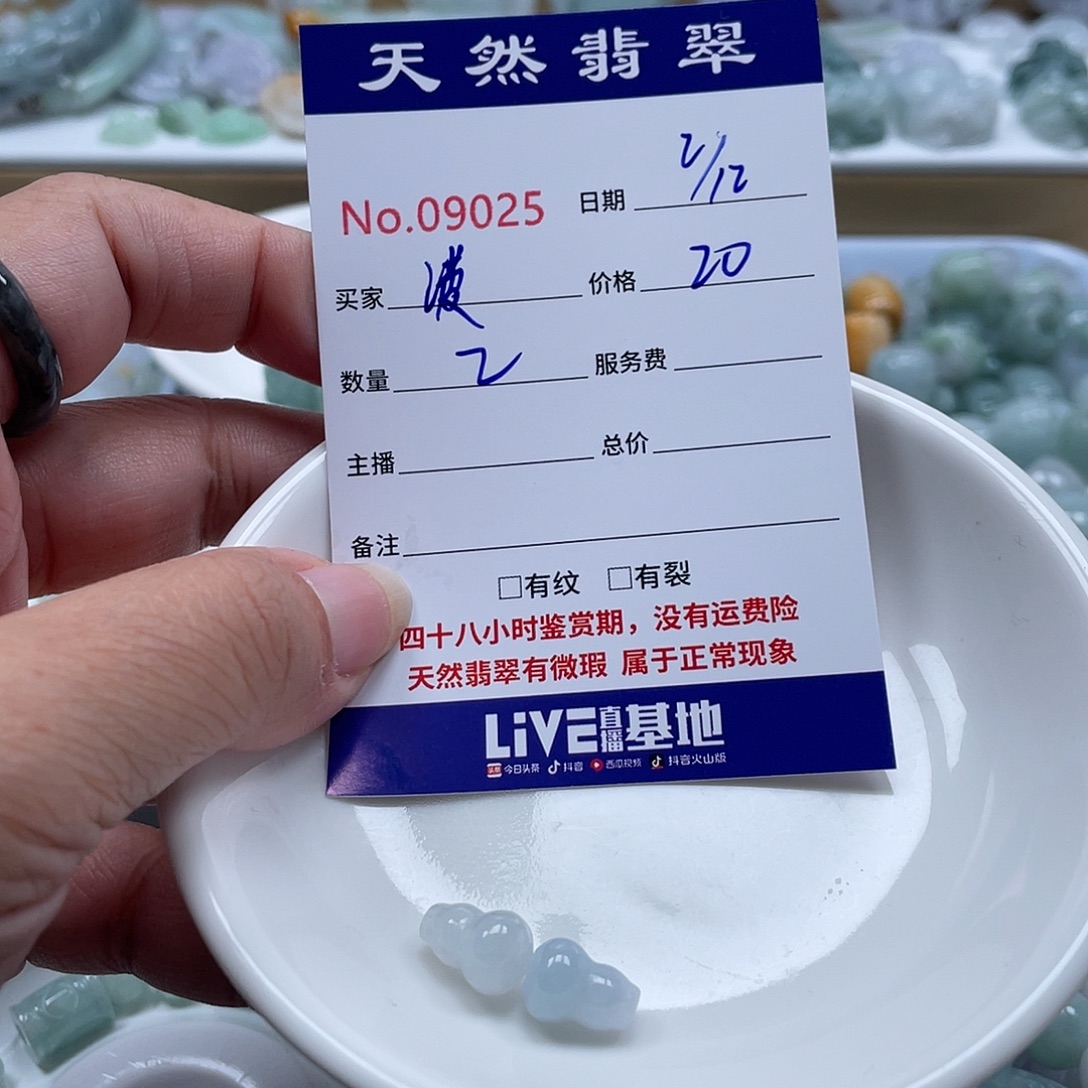 天然翡翠
No.09025 日期 2/12
买家 价格 20
数量 2 服务费
主播 总价
备注
□有纹 □有裂
四十八小时鉴赏期，没有运费险
天然翡翠有微瑕 属于正常现象
LiVE直播基地
头条 今日头条 抖音 西瓜视频 抖音火山版